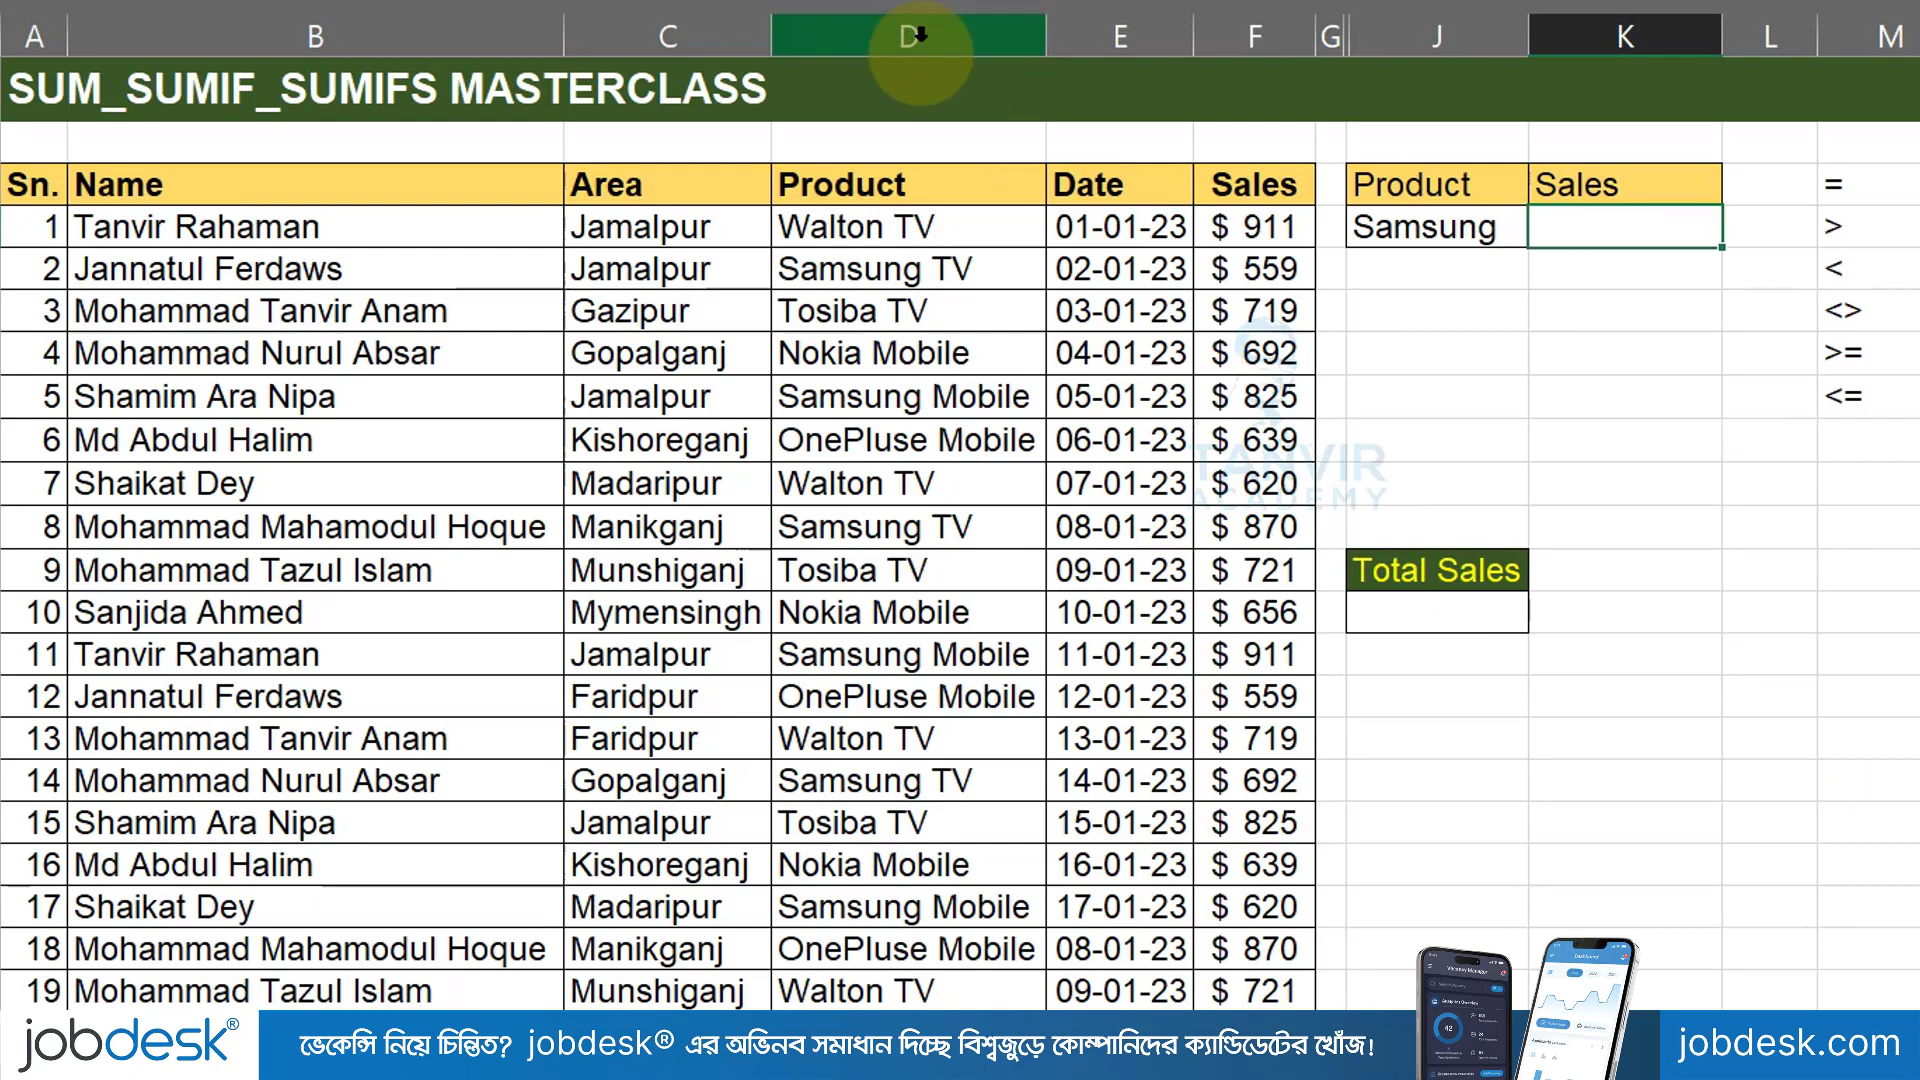 A B C D E F G J K L M
SUM_SUMIF_SUMIFS MASTERCLASS
Sn. Name Area Product Date Sales Product Sales =
1 Tanvir Rahaman Jamalpur Walton TV 01-01-23 $ 911 Samsung >
2 Jannatul Ferdaws Jamalpur Samsung TV 02-01-23 $ 559 <
3 Mohammad Tanvir Anam Gazipur Tosiba TV 03-01-23 $ 719 <>
4 Mohammad Nurul Absar Gopalganj Nokia Mobile 04-01-23 $ 692 >=
5 Shamim Ara Nipa Jamalpur Samsung Mobile 05-01-23 $ 825 <=
6 Md Abdul Halim Kishoreganj OnePluse Mobile 06-01-23 $ 639
TANVIR
7 Shaikat Dey Madaripur Walton TV 07-01-23 $ 620
ACADEMY
8 Mohammad Mahamodul Hoque Manikganj Samsung TV 08-01-23 $ 870
9 Mohammad Tazul Islam Munshiganj Tosiba TV 09-01-23 $ 721 Total Sales
10 Sanjida Ahmed Mymensingh Nokia Mobile 10-01-23 $ 656
11 Tanvir Rahaman Jamalpur Samsung Mobile 11-01-23 $ 911
12 Jannatul Ferdaws Faridpur OnePluse Mobile 12-01-23 $ 559
13 Mohammad Tanvir Anam Faridpur Walton TV 13-01-23 $ 719
14 Mohammad Nurul Absar Gopalganj Samsung TV 14-01-23 $ 692
15 Shamim Ara Nipa Jamalpur Tosiba TV 15-01-23 $ 825
16 Md Abdul Halim Kishoreganj Nokia Mobile 16-01-23 $ 639
17 Shaikat Dey Madaripur Samsung Mobile 17-01-23 $ 620
18 Mohammad Mahamodul Hoque Manikganj OnePluse Mobile 08-01-23 $ 870
19 Mohammad Tazul Islam Munshiganj Walton TV 09-01-23 $ 721
jobdesk® ভেকেন্সি নিয়ে চিন্তিত? jobdesk® এর অভিনব সমাধান দিচ্ছে বিশ্বজুড়ে কোম্পানিদের ক্যান্ডিডেটের খোঁজ! jobdesk.com